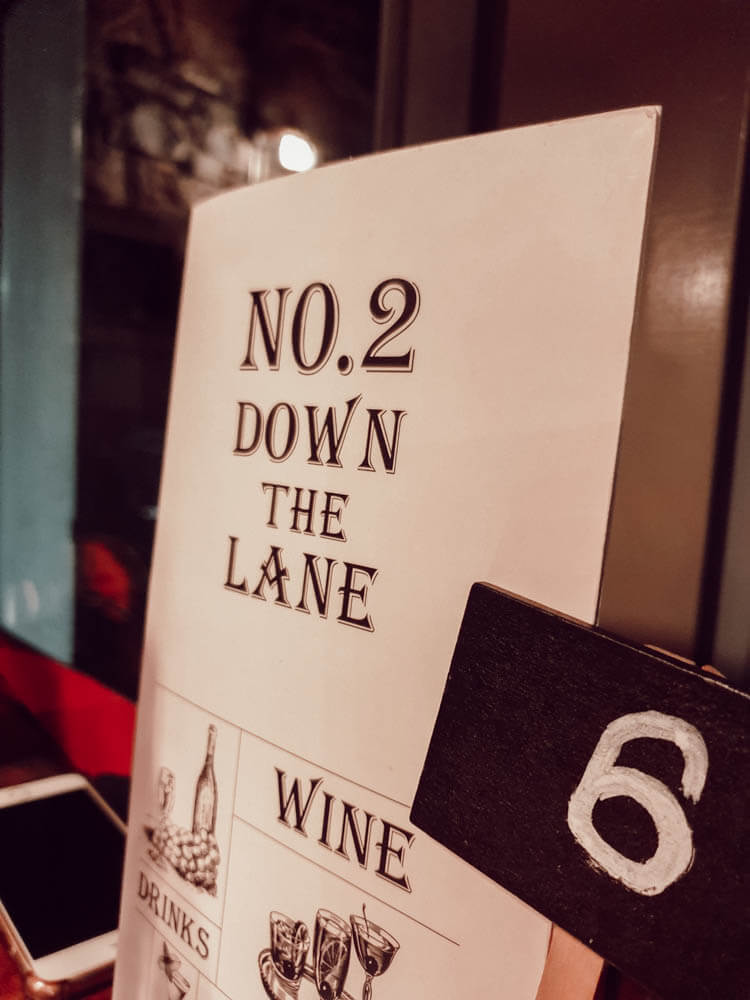 NO.2
DOWN
THE
LANE
WINE
DRINKS
6